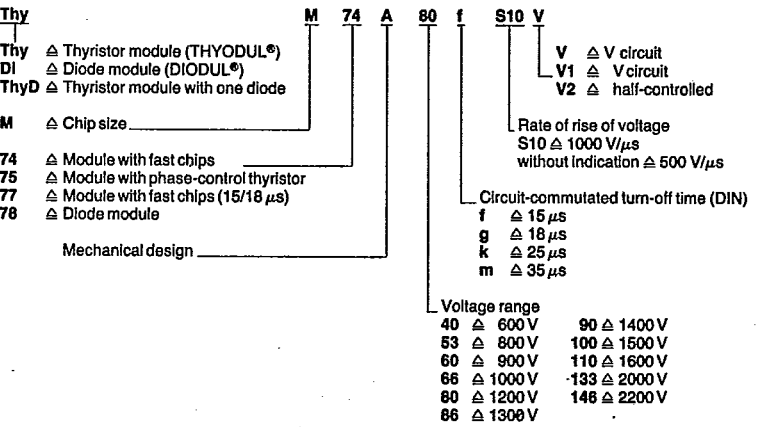 Thy M 74 A 80 f S10 V
Thy ≙ Thyristor module (THYODUL®)
DI ≙ Diode module (DIODUL®)
ThyD ≙ Thyristor module with one diode
M ≙ Chip size
74 ≙ Module with fast chips
75 ≙ Module with phase-control thyristor
77 ≙ Module with fast chips (15/18 μs)
78 ≙ Diode module
Mechanical design
V ≙ V circuit
V1 ≙ V circuit
V2 ≙ half-controlled
Rate of rise of voltage
S10 ≙ 1000 V/μs
without indication ≙ 500 V/μs
Circuit-commutated turn-off time (DIN)
f ≙ 15 μs
g ≙ 18 μs
k ≙ 25 μs
m ≙ 35 μs
Voltage range
40 ≙ 600 V 90 ≙ 1400 V
53 ≙ 800 V 100 ≙ 1500 V
60 ≙ 900 V 110 ≙ 1600 V
66 ≙ 1000 V 133 ≙ 2000 V
80 ≙ 1200 V 146 ≙ 2200 V
86 ≙ 1300 V